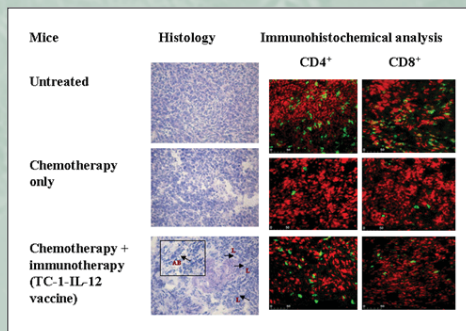 Mice Histology Immunohistochemical analysis
CD4+ CD8+
Untreated
Chemotherapy
only
Chemotherapy +
immunotherapy
(TC-1-IL-12
vaccine)
AB
L
L
L